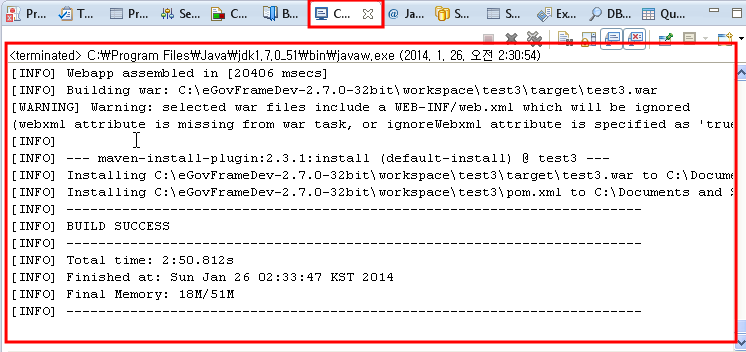 Pr... T... Pr... Se... C... B... C... @ Ja... S... S... Ex... DB... Qu...
<terminated> C:₩Program Files₩Java₩jdk1.7.0_51₩bin₩javaw.exe (2014. 1. 26. 오전 2:30:54)
[INFO] Webapp assembled in [20406 msecs]
[INFO] Building war: C:\eGovFrameDev-2.7.0-32bit\workspace\test3\target\test3.war
[WARNING] Warning: selected war files include a WEB-INF/web.xml which will be ignored
(webxml attribute is missing from war task, or ignoreWebxml attribute is specified as 'true
[INFO]
[INFO] --- maven-install-plugin:2.3.1:install (default-install) @ test3 ---
[INFO] Installing C:\eGovFrameDev-2.7.0-32bit\workspace\test3\target\test3.war to C:\Docume
[INFO] Installing C:\eGovFrameDev-2.7.0-32bit\workspace\test3\pom.xml to C:\Documents and S
[INFO] ------------------------------------------------------------------------
[INFO] BUILD SUCCESS
[INFO] ------------------------------------------------------------------------
[INFO] Total time: 2:50.812s
[INFO] Finished at: Sun Jan 26 02:33:47 KST 2014
[INFO] Final Memory: 18M/51M
[INFO] ------------------------------------------------------------------------